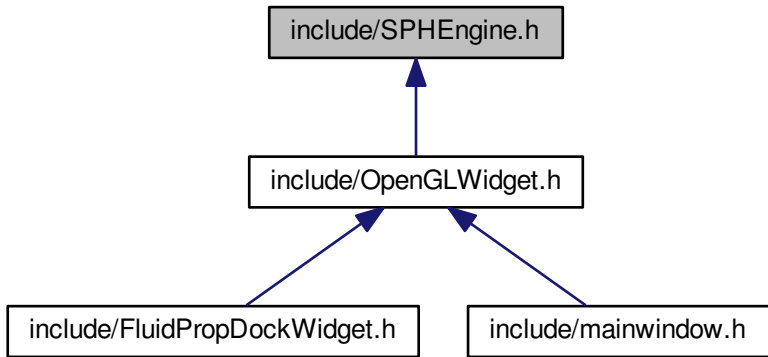 include/SPHEngine.h
include/OpenGLWidget.h
include/FluidPropDockWidget.h
include/mainwindow.h